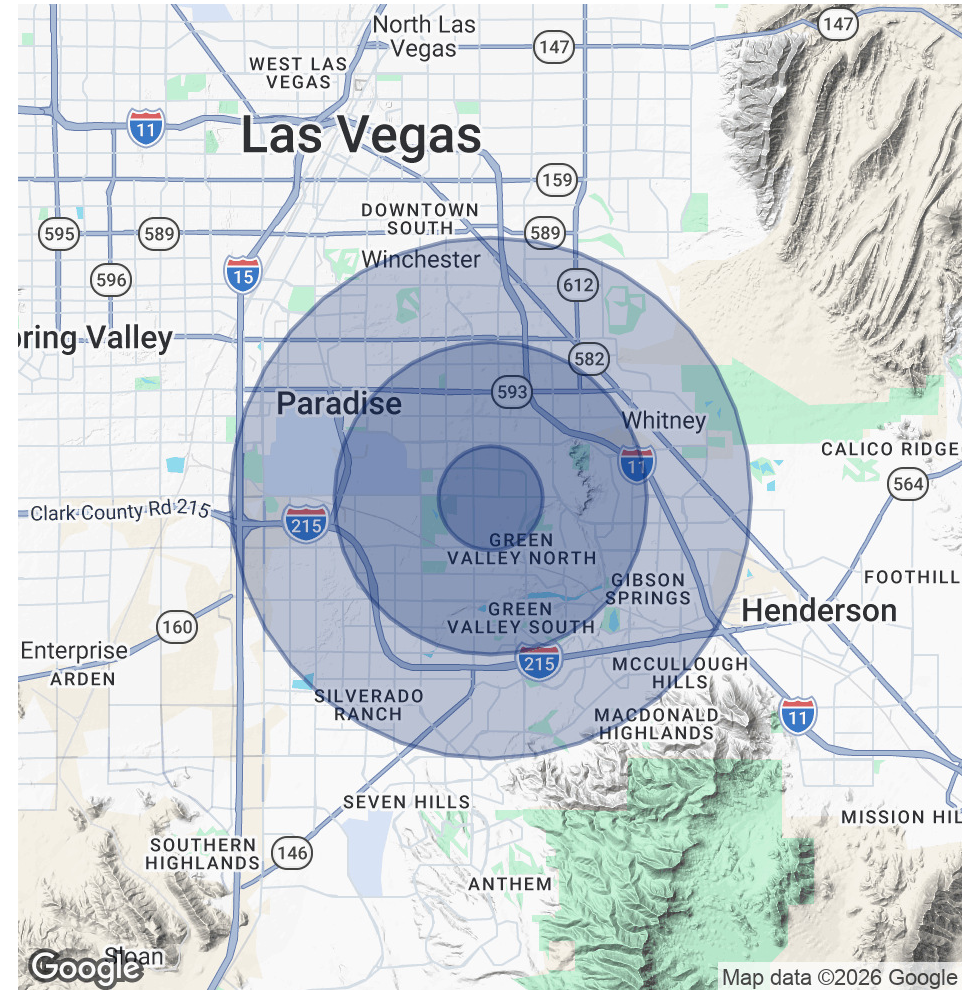 North Las
Vegas
147
147
WEST LAS
VEGAS
11
Las Vegas
159
DOWNTOWN
SOUTH
595
589
589
Winchester
15
596
612
oring Valley
582
593
Paradise
Whitney
CALICO RIDGE
11
564
Clark County Rd 215
215
GREEN
VALLEY NORTH
GIBSON
SPRINGS
FOOTHILL
GREEN
VALLEY SOUTH
Henderson
160
Enterprise
ARDEN
215
MCCULLOUGH
HILLS
SILVERADO
RANCH
MACDONALD
HIGHLANDS
11
SEVEN HILLS
MISSION HIL
SOUTHERN
HIGHLANDS
146
ANTHEM
Sloan
Google
Map data ©2026 Google